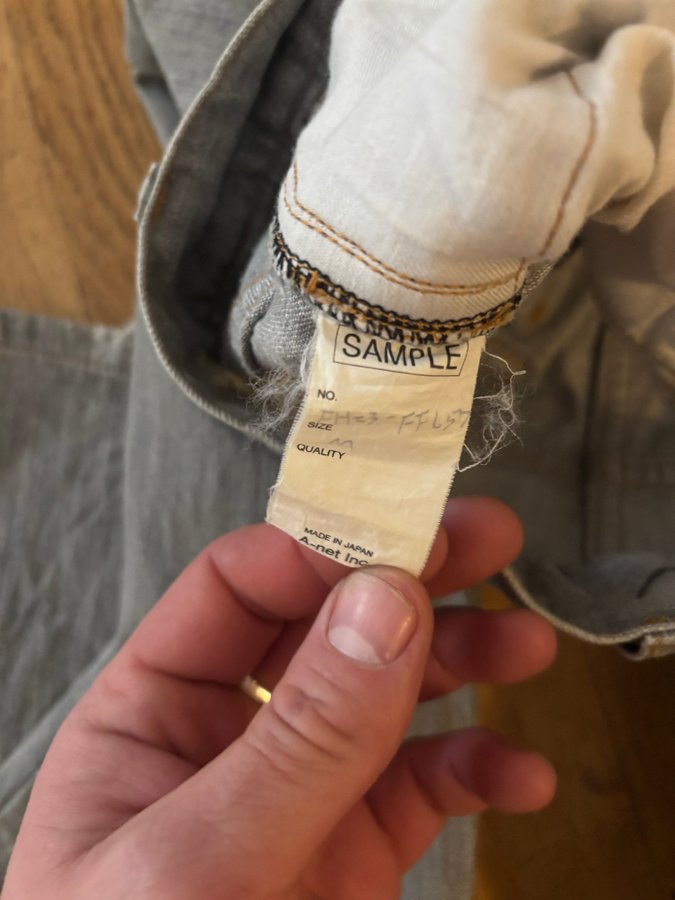 SAMPLE
NO.
SIZE M
QUALITY
MADE IN JAPAN
A-net Inc.